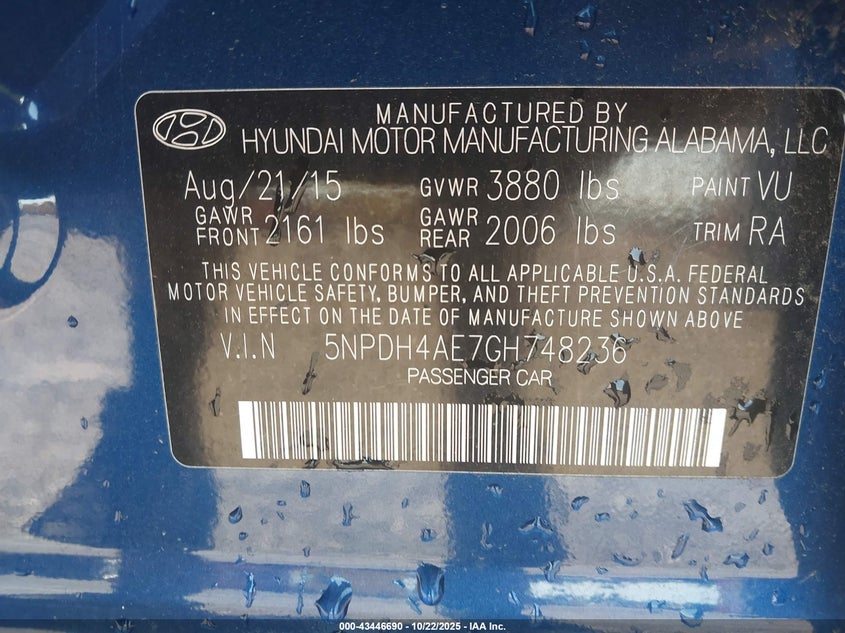 MANUFACTURED BY
HYUNDAI MOTOR MANUFACTURING ALABAMA, LLC
Aug/21/15 GVWR 3880 lbs PAINT VU
GAWR FRONT 2161 lbs GAWR REAR 2006 lbs TRIM RA
THIS VEHICLE CONFORMS TO ALL APPLICABLE U.S.A. FEDERAL
MOTOR VEHICLE SAFETY, BUMPER, AND THEFT PREVENTION STANDARDS
IN EFFECT ON THE DATE OF MANUFACTURE SHOWN ABOVE
V.I.N 5NPDH4AE7GH748236
PASSENGER CAR
000-43446690 - 10/22/2025 - IAA Inc.